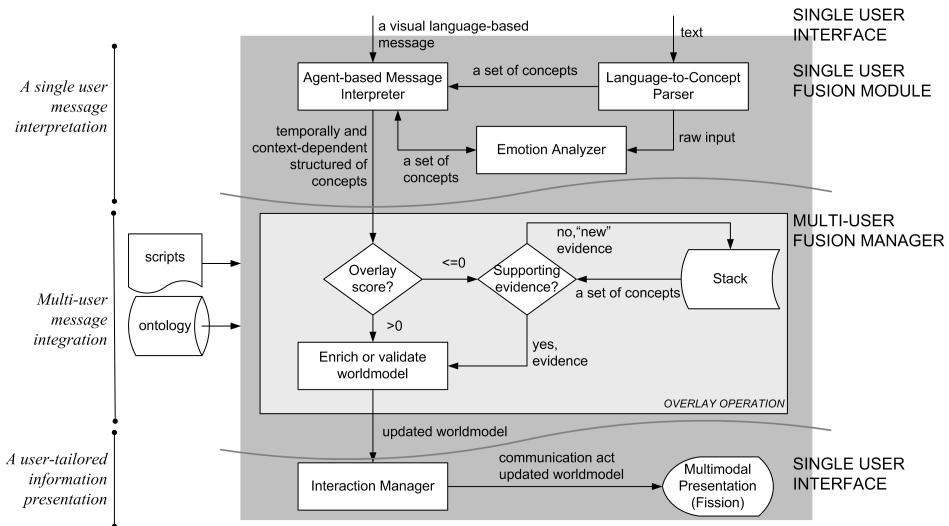 a visual language-based
message
text
SINGLE USER
INTERFACE
A single user
message
interpretation
Agent-based Message
Interpreter
a set of concepts
Language-to-Concept
Parser
SINGLE USER
FUSION MODULE
temporally and
context-dependent
structured of
concepts
a set of
concepts
Emotion Analyzer
raw input
MULTI-USER
FUSION MANAGER
scripts
ontology
Multi-user
message
integration
Overlay
score?
<=0
Supporting
evidence?
no,“new”
evidence
a set of concepts
Stack
>0
yes,
evidence
Enrich or validate
worldmodel
OVERLAY OPERATION
updated worldmodel
A user-tailored
information
presentation
Interaction Manager
communication act
updated worldmodel
Multimodal
Presentation
(Fission)
SINGLE USER
INTERFACE